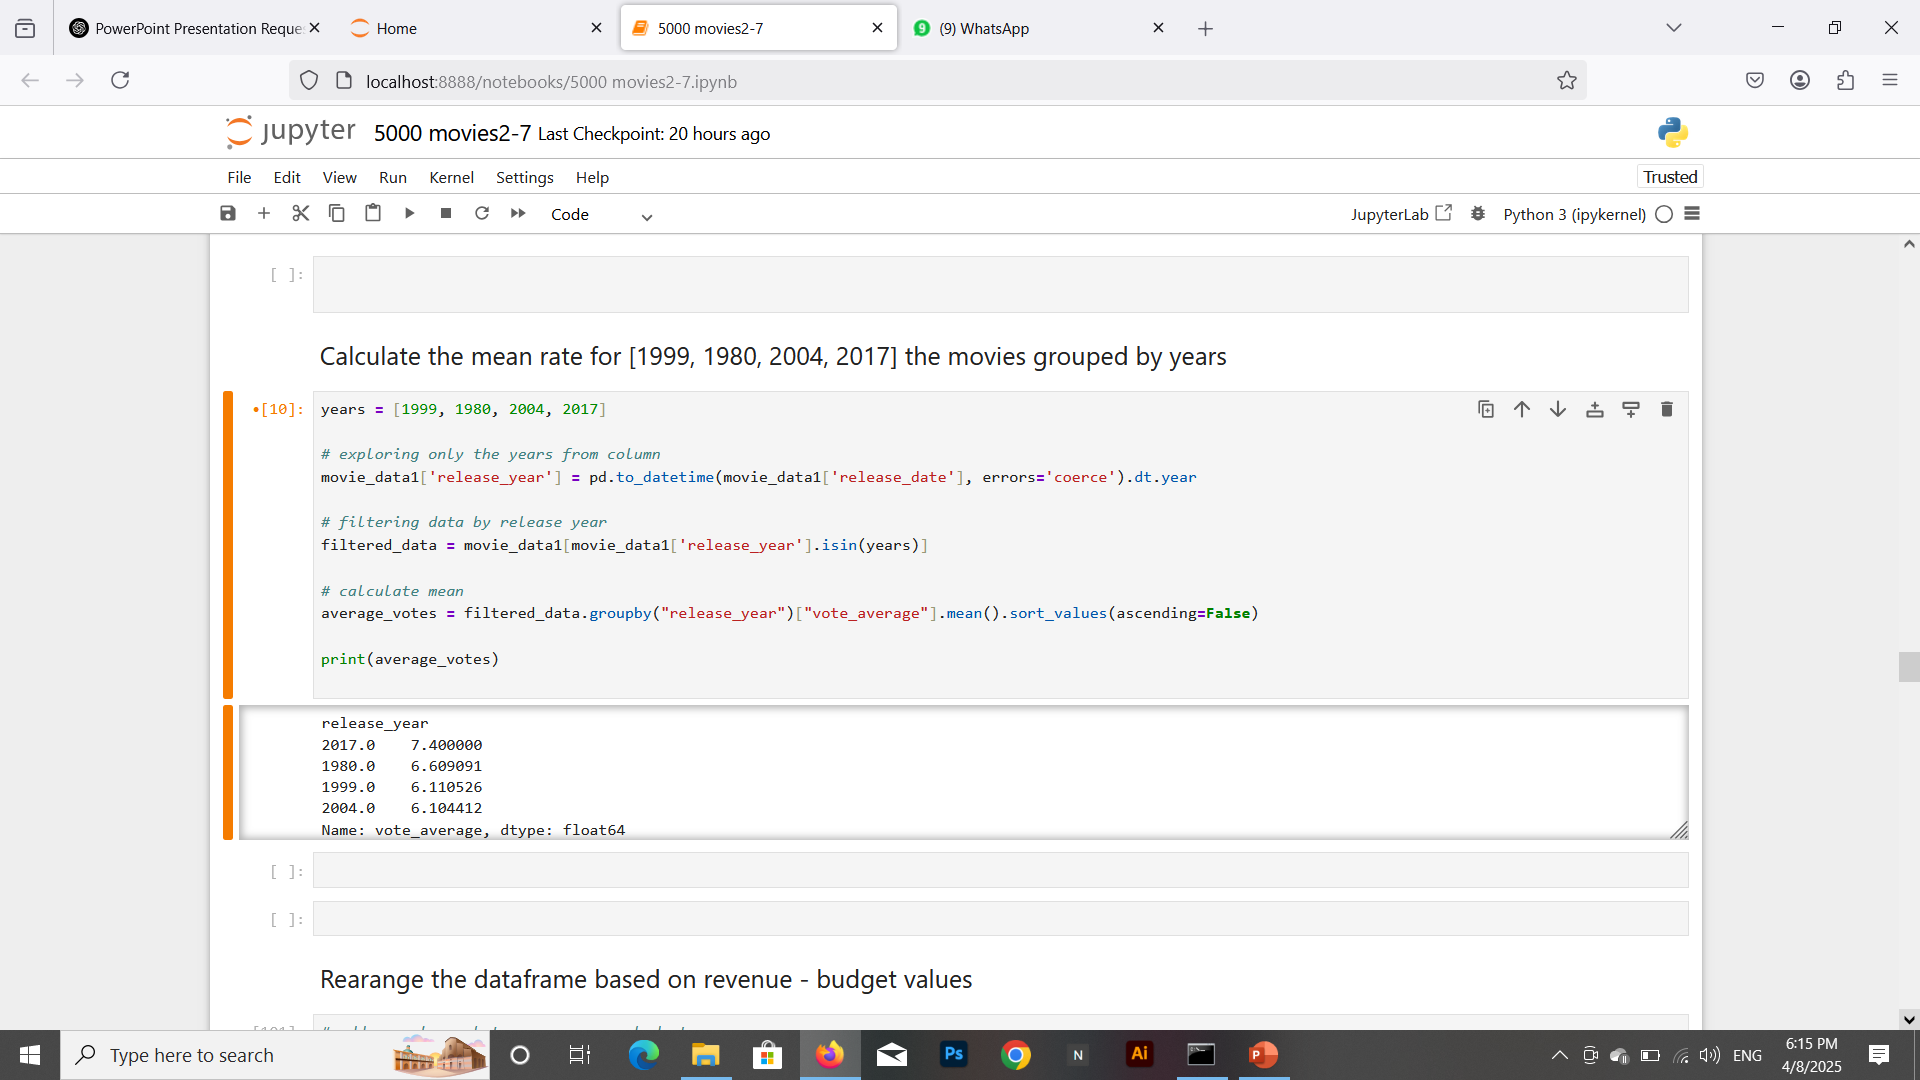 PowerPoint Presentation Reque
Home
5000 movies2-7
(9) WhatsApp
localhost:8888/notebooks/5000 movies2-7.ipynb
jupyter 5000 movies2-7 Last Checkpoint: 20 hours ago
File Edit View Run Kernel Settings Help
Trusted
Code
JupyterLab
Python 3 (ipykernel)
[ ]:
Calculate the mean rate for [1999, 1980, 2004, 2017] the movies grouped by years
•[10]:
years = [1999, 1980, 2004, 2017]
# exploring only the years from column
movie_data1['release_year'] = pd.to_datetime(movie_data1['release_date'], errors='coerce').dt.year
# filtering data by release year
filtered_data = movie_data1[movie_data1['release_year'].isin(years)]
# calculate mean
average_votes = filtered_data.groupby("release_year")["vote_average"].mean().sort_values(ascending=False)
print(average_votes)
release_year
2017.0    7.400000
1980.0    6.609091
1999.0    6.110526
2004.0    6.104412
Name: vote_average, dtype: float64
[ ]:
[ ]:
Rearange the dataframe based on revenue - budget values
Type here to search
Ps
N
Ai
P
ENG
6:15 PM
4/8/2025